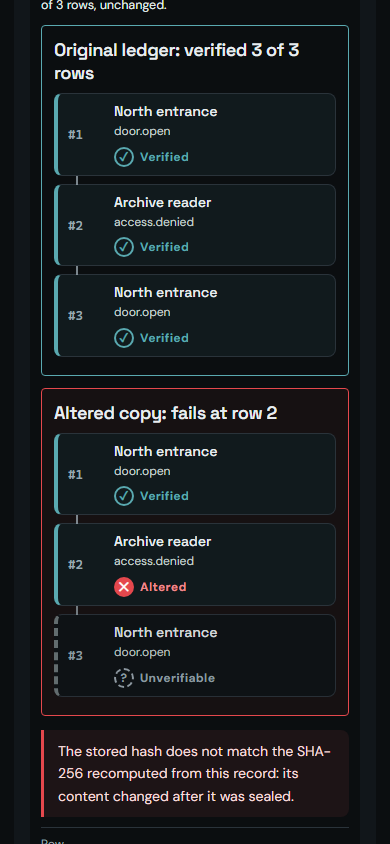 of 3 rows, unchanged.
Original ledger: verified 3 of 3
rows
#1
North entrance
door.open
Verified
#2
Archive reader
access.denied
Verified
#3
North entrance
door.open
Verified
Altered copy: fails at row 2
#1
North entrance
door.open
Verified
#2
Archive reader
access.denied
Altered
#3
North entrance
door.open
? Unverifiable
The stored hash does not match the SHA-
256 recomputed from this record: its
content changed after it was sealed.
Row